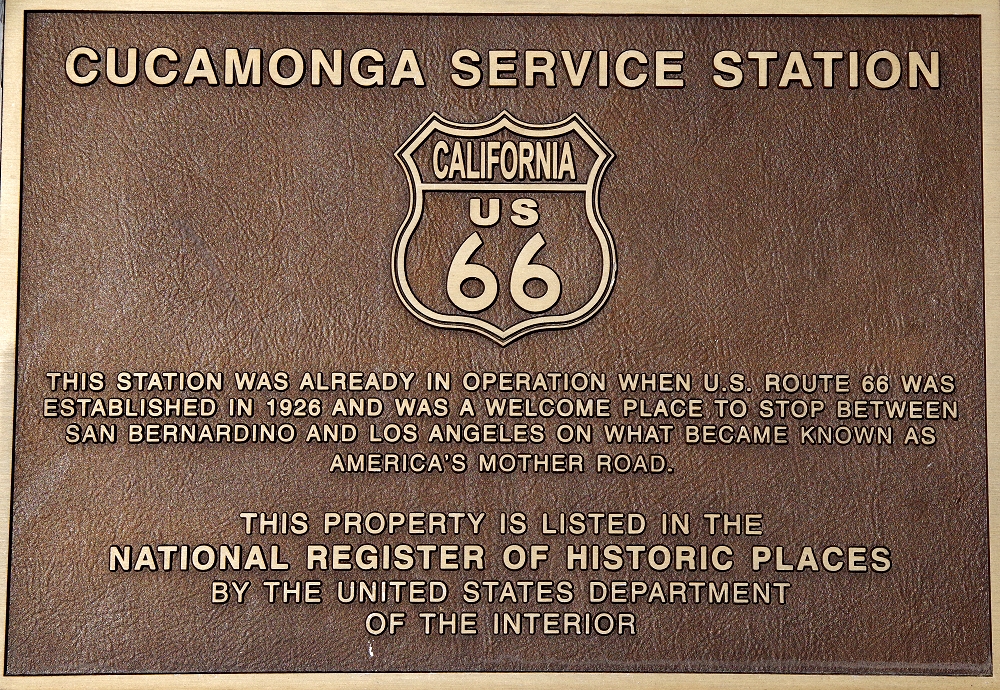 CUCAMONGA SERVICE STATION
CALIFORNIA
US
66
THIS STATION WAS ALREADY IN OPERATION WHEN U.S. ROUTE 66 WAS
ESTABLISHED IN 1926 AND WAS A WELCOME PLACE TO STOP BETWEEN
SAN BERNARDINO AND LOS ANGELES ON WHAT BECAME KNOWN AS
AMERICA'S MOTHER ROAD.
THIS PROPERTY IS LISTED IN THE
NATIONAL REGISTER OF HISTORIC PLACES
BY THE UNITED STATES DEPARTMENT
OF THE INTERIOR